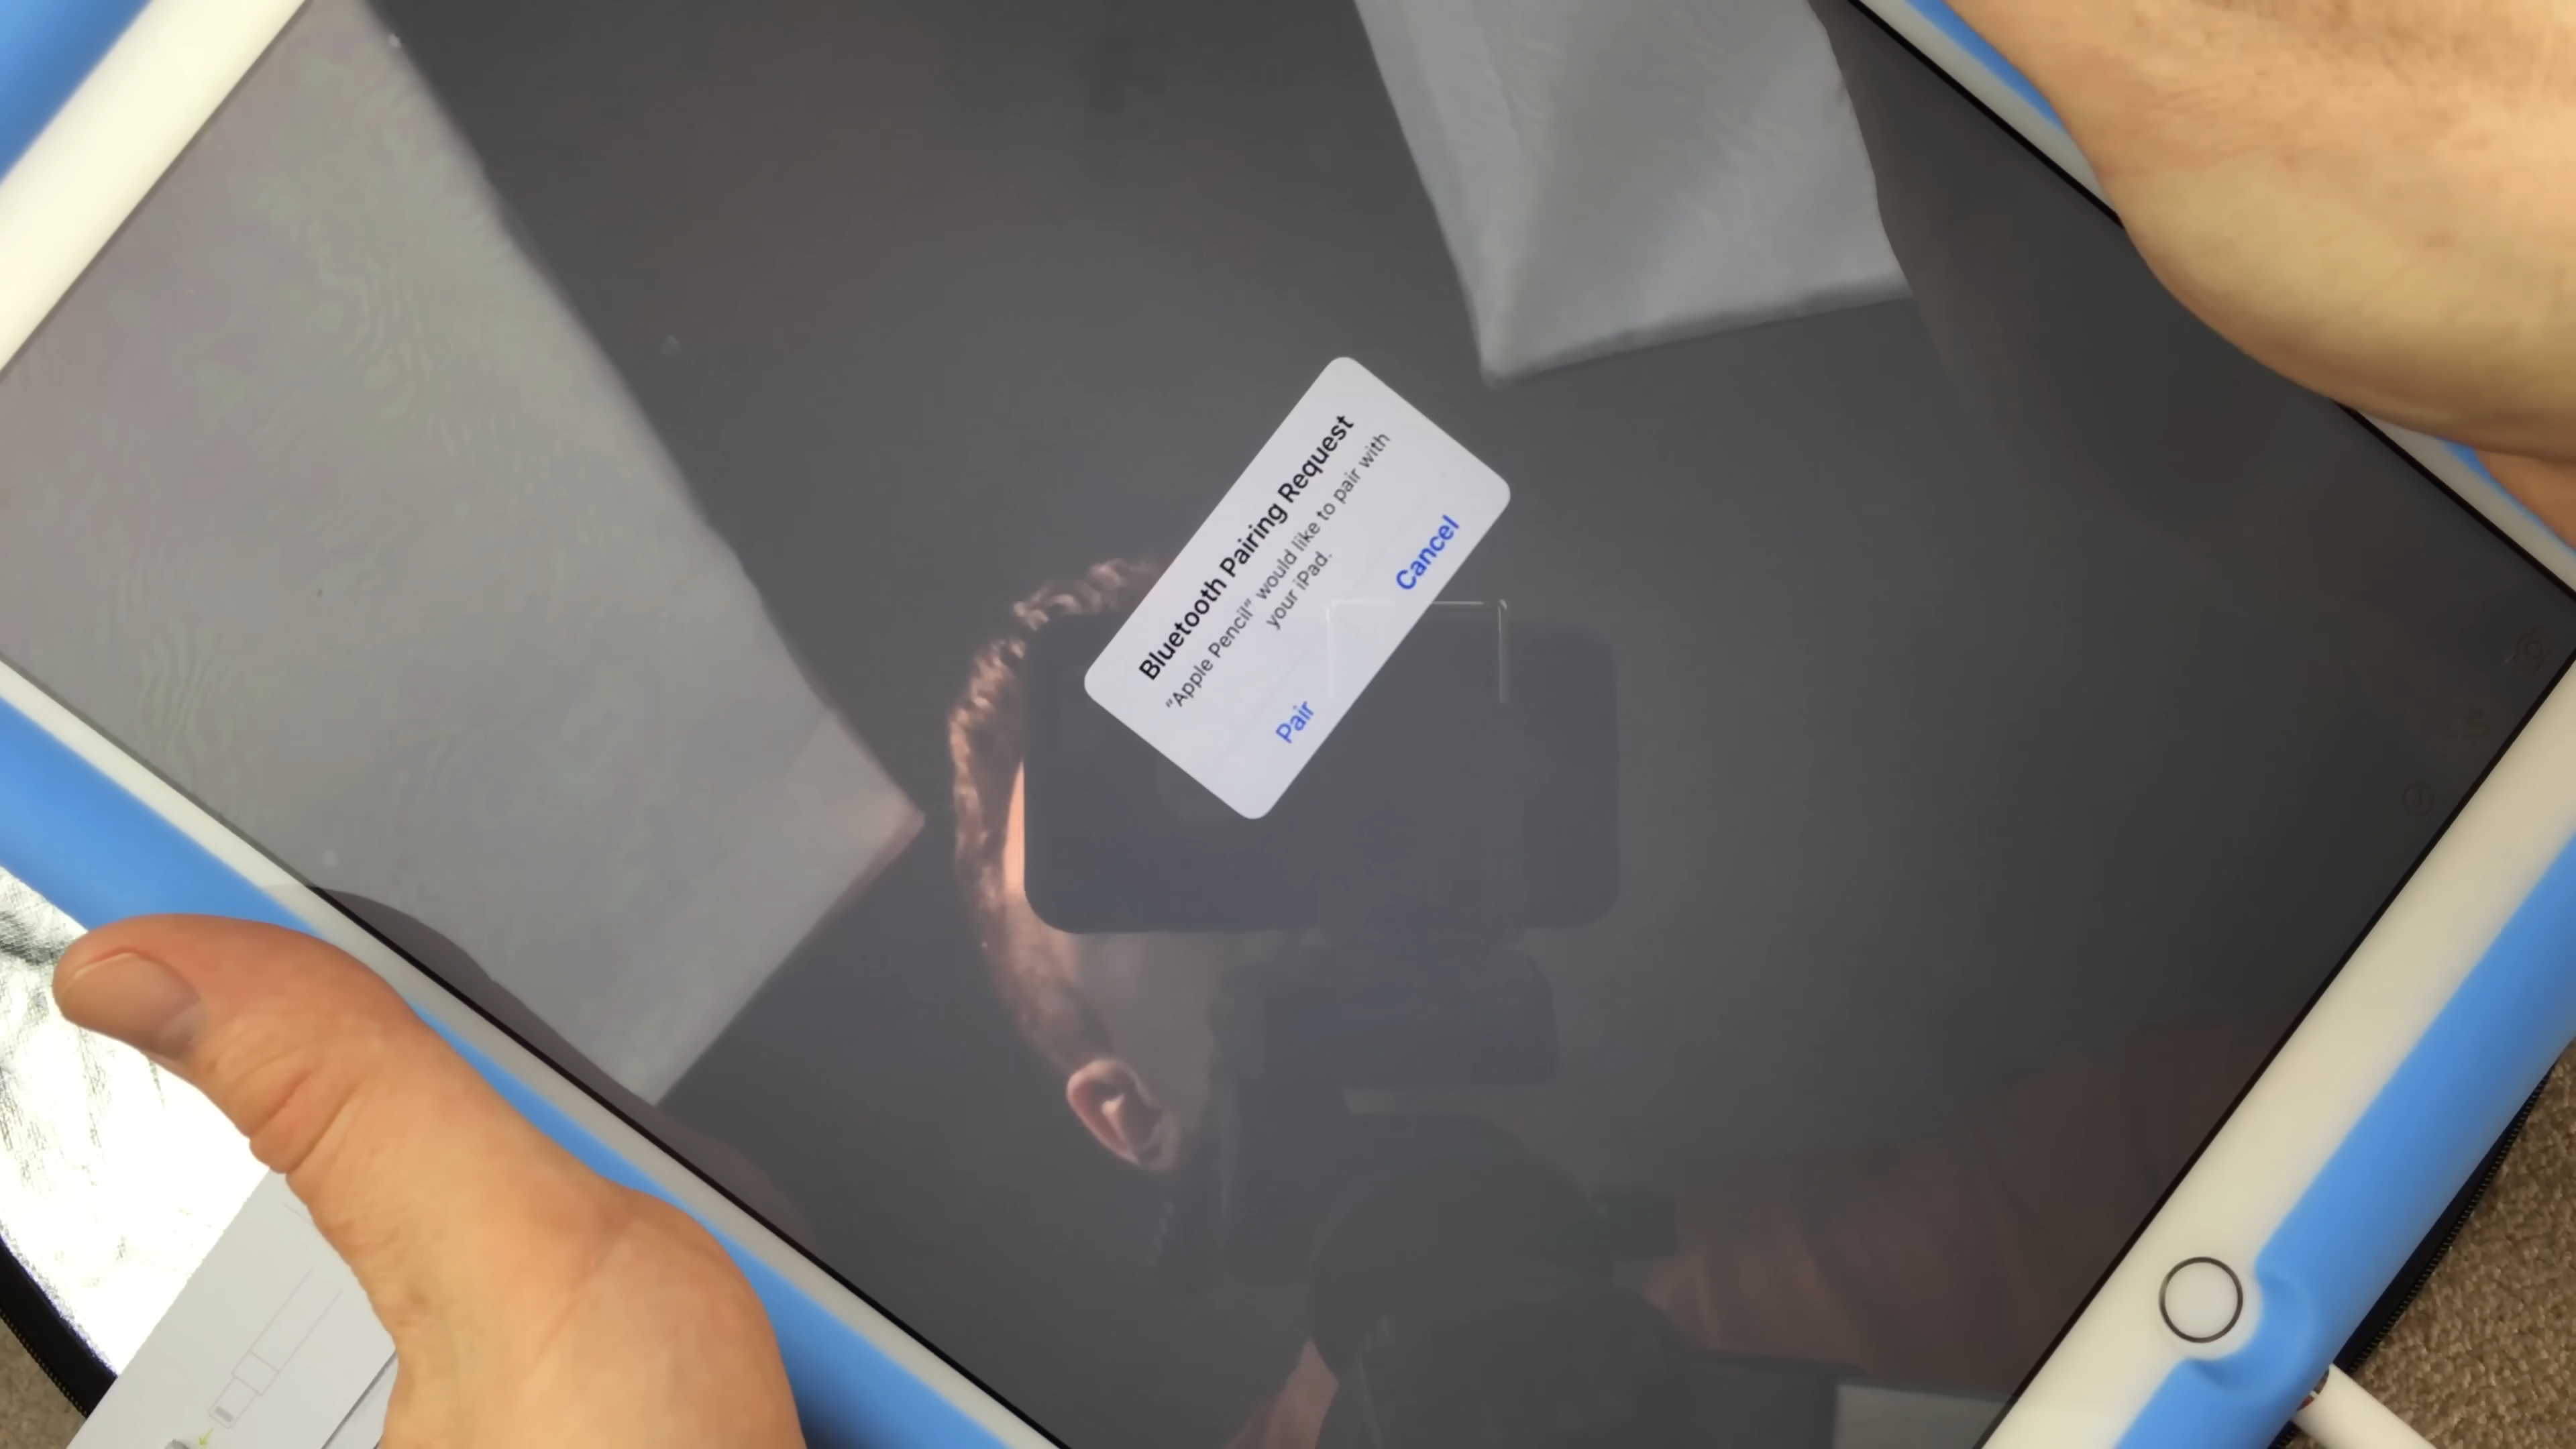 Bluetooth Pairing Request
“Apple Pencil” would like to pair with
your iPad.
Pair
Cancel